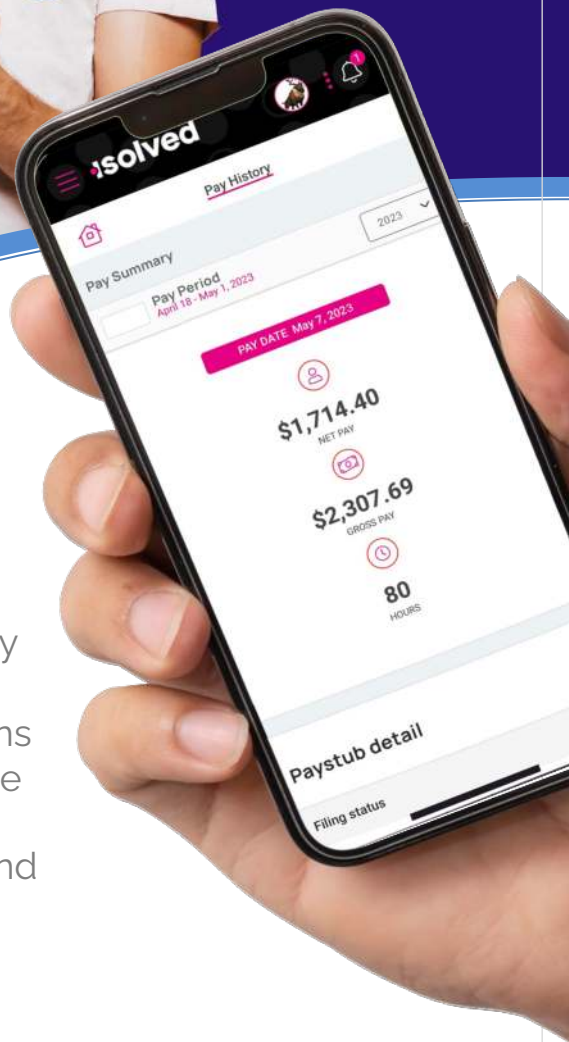 1
isolved
Pay History
Pay Summary
2023
Pay Period
April 18 - May 1, 2023
PAY DATE May 7, 2023
$1,714.40
NET PAY
$2,307.69
GROSS PAY
80
HOURS
Paystub detail
Filing status